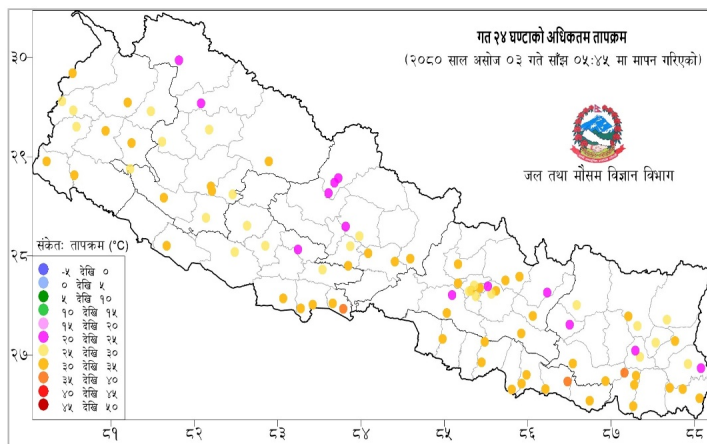 गत २४ घण्टाको अधिकतम तापक्रम
(२०८० साल असोज ०३ गते साँझ ०५:४५ मा मापन गरिएको)
जल तथा मौसम विज्ञान विभाग
३०
२९
२८
२७
संकेतः तापक्रम (°C)
-५ देखि ०
० देखि ५
५ देखि १०
१० देखि १५
१५ देखि २०
२० देखि २५
२५ देखि ३०
३० देखि ३५
३५ देखि ४०
४० देखि ४५
४५ देखि ५०
८१ ८२ ८३ ८४ ८५ ८६ ८७ ८८